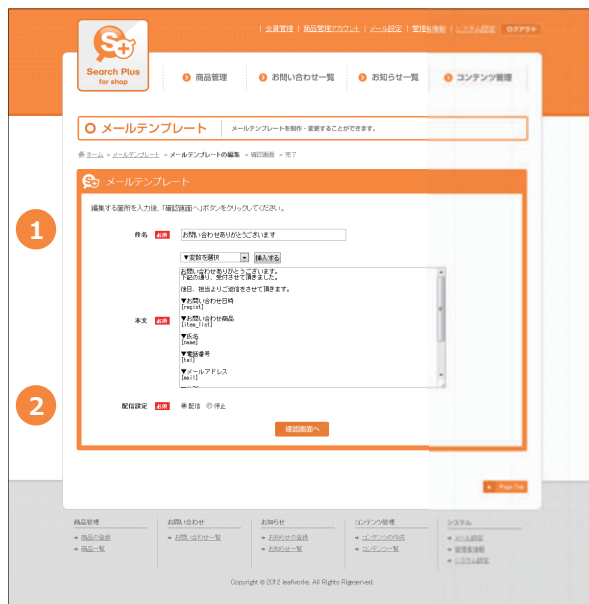 会員管理 | 商品管理アカウント | メール設定 | 管理者情報 | システム設定 ログアウト
S+
Search Plus
for shop
商品管理
お問い合わせ一覧
お知らせ一覧
コンテンツ管理
メールテンプレート
メールテンプレートを制作・変更することができます。
ホーム » メールテンプレート » メールテンプレートの編集 » 確認画面 » 完了
S+ メールテンプレート
編集する箇所を入力後、「確認画面へ」ボタンをクリックしてください。
1
件名 必須 お問い合わせありがとうございます
▼変数を選択 挿入する
お問い合わせありがとうございます。
下記の通り、受付させて頂きました。
後日、担当よりご返信をさせて頂きます。
▼お問い合わせ日時
[regist]
本文 必須
▼お問い合わせ商品
[item_list]
▼氏名
[name]
▼電話番号
[tel]
▼メールアドレス
[mail]
2
配信設定 必須 配信 停止
確認画面へ
Page Top
商品管理
商品の登録
商品一覧
お問い合わせ
お問い合わせ一覧
お知らせ
お知らせの登録
お知らせ一覧
コンテンツ管理
コンテンツの作成
コンテンツ一覧
システム
メール設定
管理者情報
システム設定
Copyright © 2012 leafworks. All Rights Rigeserved.